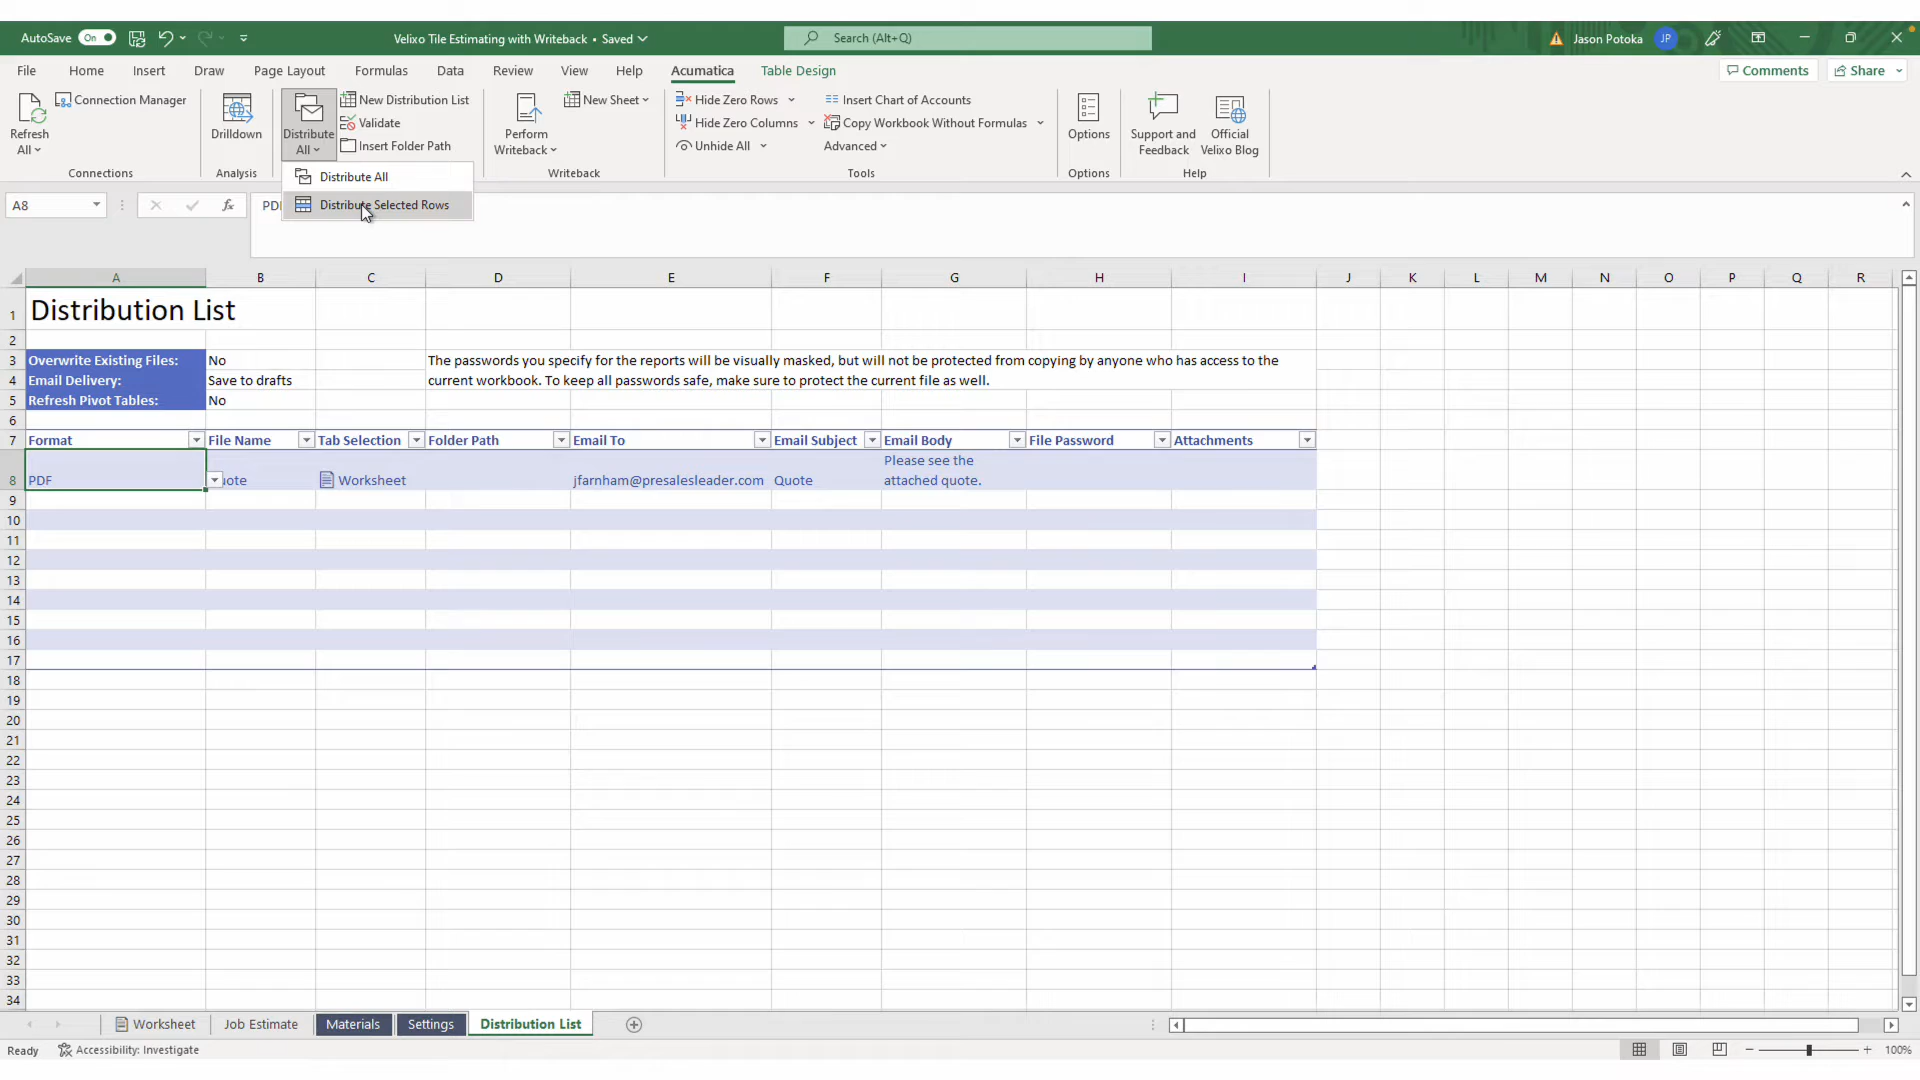 AutoSave On
Velixo Tile Estimating with Writeback • Saved
Search (Alt+Q)
Jason Potoka JP
File Home Insert Draw Page Layout Formulas Data Review View Help Acumatica Table Design
Comments Share
Refresh All
Connection Manager
Connections
Drilldown
Analysis
Distribute All
New Distribution List
Validate
Insert Folder Path
Perform Writeback
New Sheet
Writeback
Hide Zero Rows
Hide Zero Columns
Unhide All
Insert Chart of Accounts
Copy Workbook Without Formulas
Advanced
Tools
Options
Options
Support and Feedback
Official Velixo Blog
Help
Distribute All
Distribute Selected Rows
A8
fx
A B C D E F G H I J K L M N O P Q R
1 Distribution List
2
3 Overwrite Existing Files: No The passwords you specify for the reports will be visually masked, but will not be protected from copying by anyone who has access to the
4 Email Delivery: Save to drafts current workbook. To keep all passwords safe, make sure to protect the current file as well.
5 Refresh Pivot Tables: No
6
7 Format File Name Tab Selection Folder Path Email To Email Subject Email Body File Password Attachments
Please see the
8 PDF Worksheet jfarnham@presalesleader.com Quote attached quote.
9
10
11
12
13
14
15
16
17
18
19
20
21
22
23
24
25
26
27
28
29
30
31
32
33
34
Worksheet Job Estimate Materials Settings Distribution List
Ready Accessibility: Investigate
100%